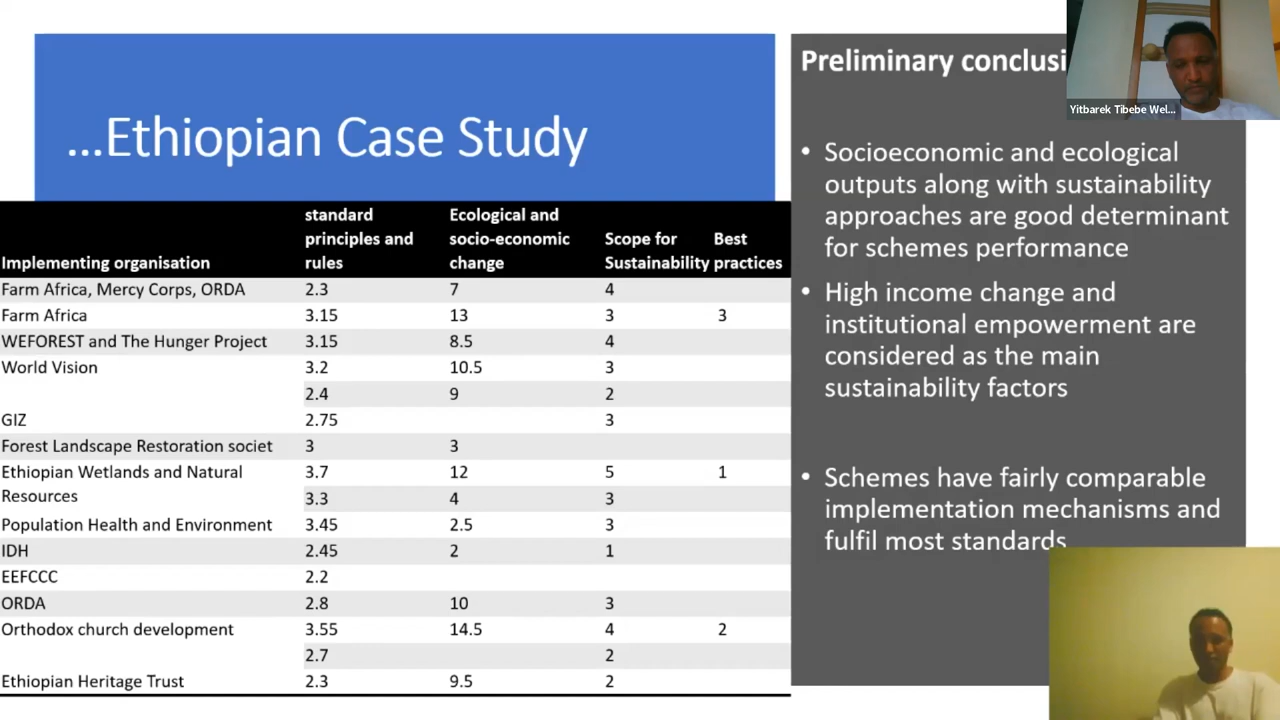 ...Ethiopian Case Study
Implementing organisation standard principles and rules Ecological and socio-economic change Scope for Sustainability Best practices
Farm Africa, Mercy Corps, ORDA 2.3 7 4
Farm Africa 3.15 13 3 3
WEFOREST and The Hunger Project 3.15 8.5 4
World Vision 3.2 10.5 3
2.4 9 2
GIZ 2.75 3
Forest Landscape Restoration societ 3 3
Ethiopian Wetlands and Natural Resources 3.7 12 5 1
3.3 4 3
Population Health and Environment 3.45 2.5 3
IDH 2.45 2 1
EEFCCC 2.2
ORDA 2.8 10 3
Orthodox church development 3.55 14.5 4 2
2.7 2
Ethiopian Heritage Trust 2.3 9.5 2
Preliminary conclusi
• Socioeconomic and ecological
outputs along with sustainability
approaches are good determinant
for schemes performance
• High income change and
institutional empowerment are
considered as the main
sustainability factors
• Schemes have fairly comparable
implementation mechanisms and
fulfil most standards
Yitbarek Tibebe Wel...